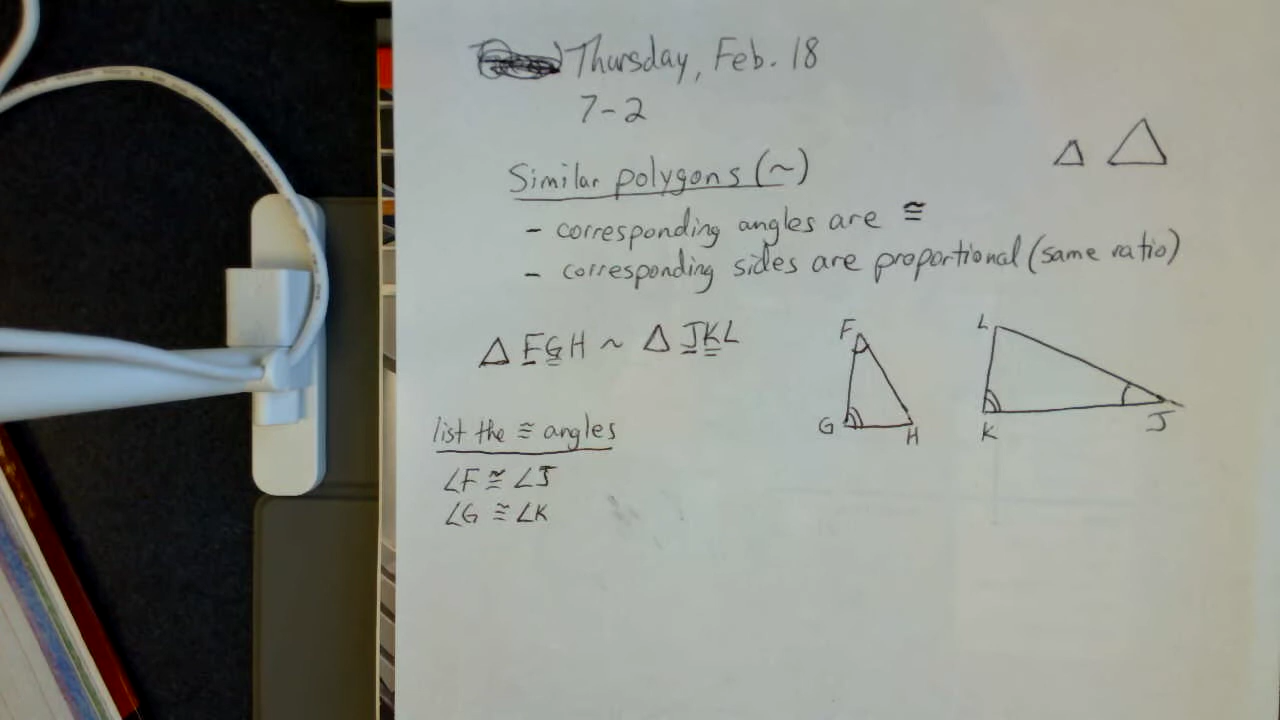 Thursday, Feb. 18
7-2
Similar polygons (~)
- corresponding angles are ≅
- corresponding sides are proportional (same ratio)
△ FGH ~ △ JKL
F
G
H
L
K
J
list the ≅ angles
∠F ≅ ∠J
∠G ≅ ∠K